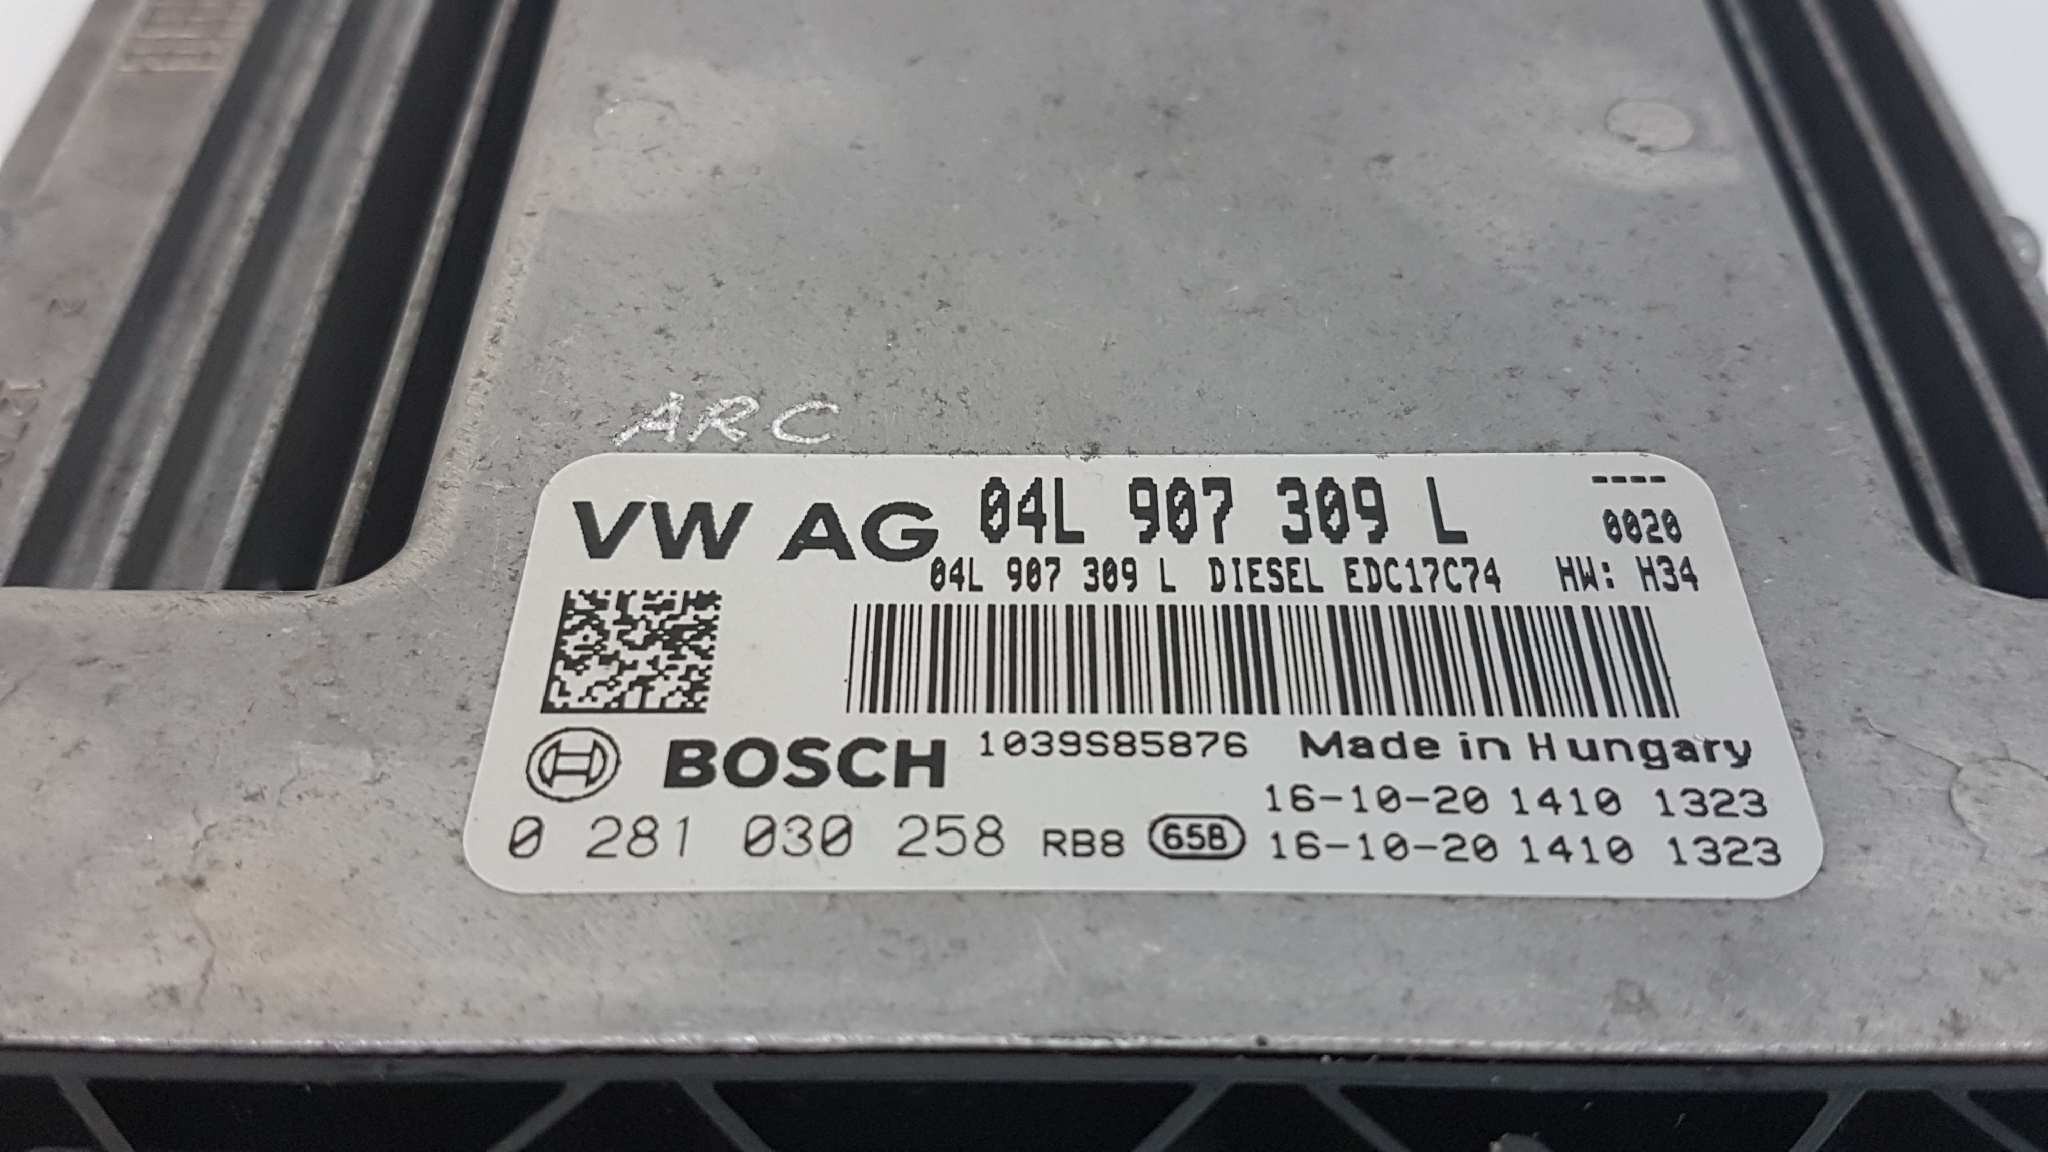 ARC
VW AG 04L 907 309 L ----
0020
04L 907 309 L DIESEL EDC17C74 HW: H34
BOSCH 1039S85876 Made in Hungary
16-10-20 1410 1323
0 281 030 258 RB8 65B 16-10-20 1410 1323